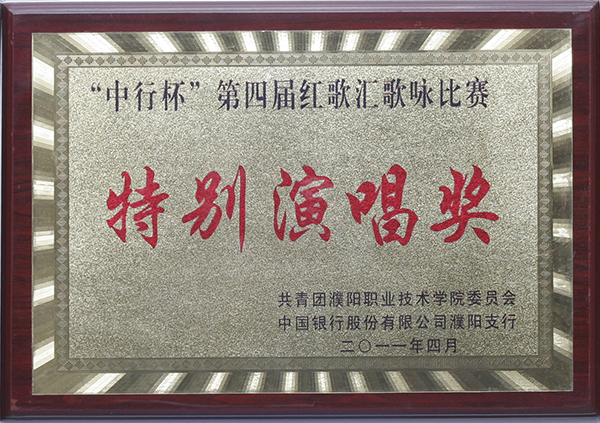 “中行杯”第四届红歌汇歌咏比赛
特别演唱奖
共青团濮阳职业技术学院委员会
中国银行股份有限公司濮阳支行
二〇一一年四月